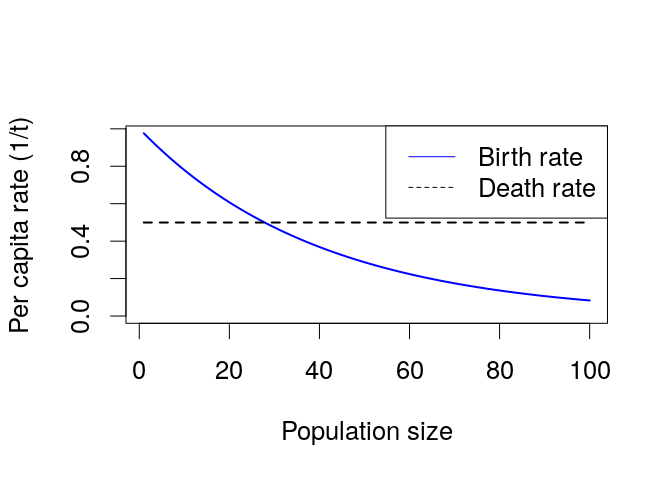 Birth rate
Death rate
Per capita rate (1/t)
0.8
0.4
0.0
0 20 40 60 80 100
Population size